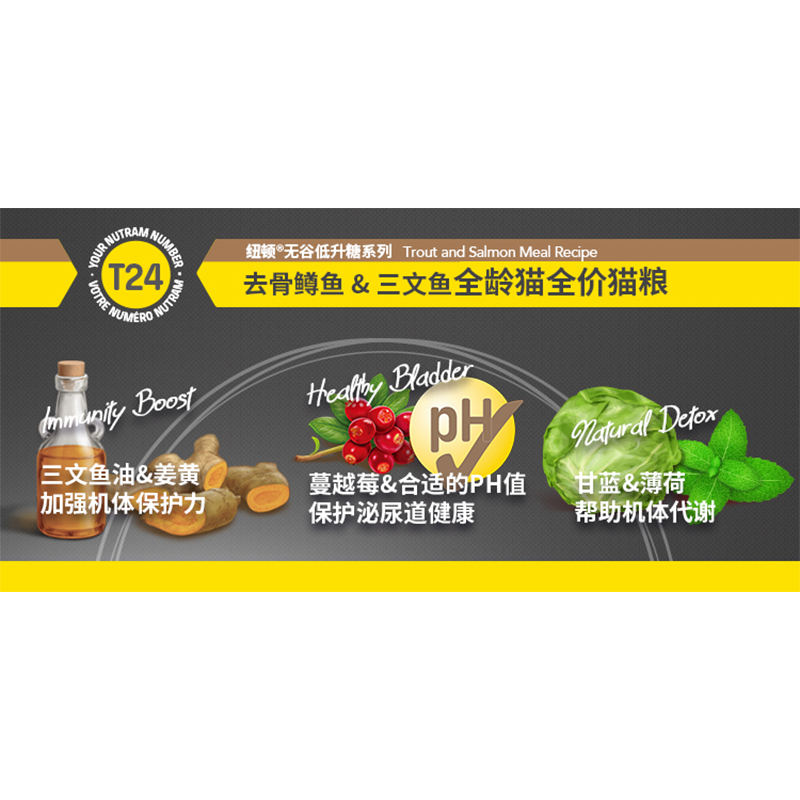 YOUR NUTRAM NUMBER
T24
VOTRE NUMÉRO NUTRAM
纽顿®无谷低升糖系列 Trout and Salmon Meal Recipe
去骨鳟鱼 & 三文鱼全龄猫全价猫粮
Immunity Boost
三文鱼油&姜黄
加强机体保护力
Healthy Bladder
pH
蔓越莓&合适的PH值
保护泌尿道健康
Natural Detox
甘蓝&薄荷
帮助机体代谢